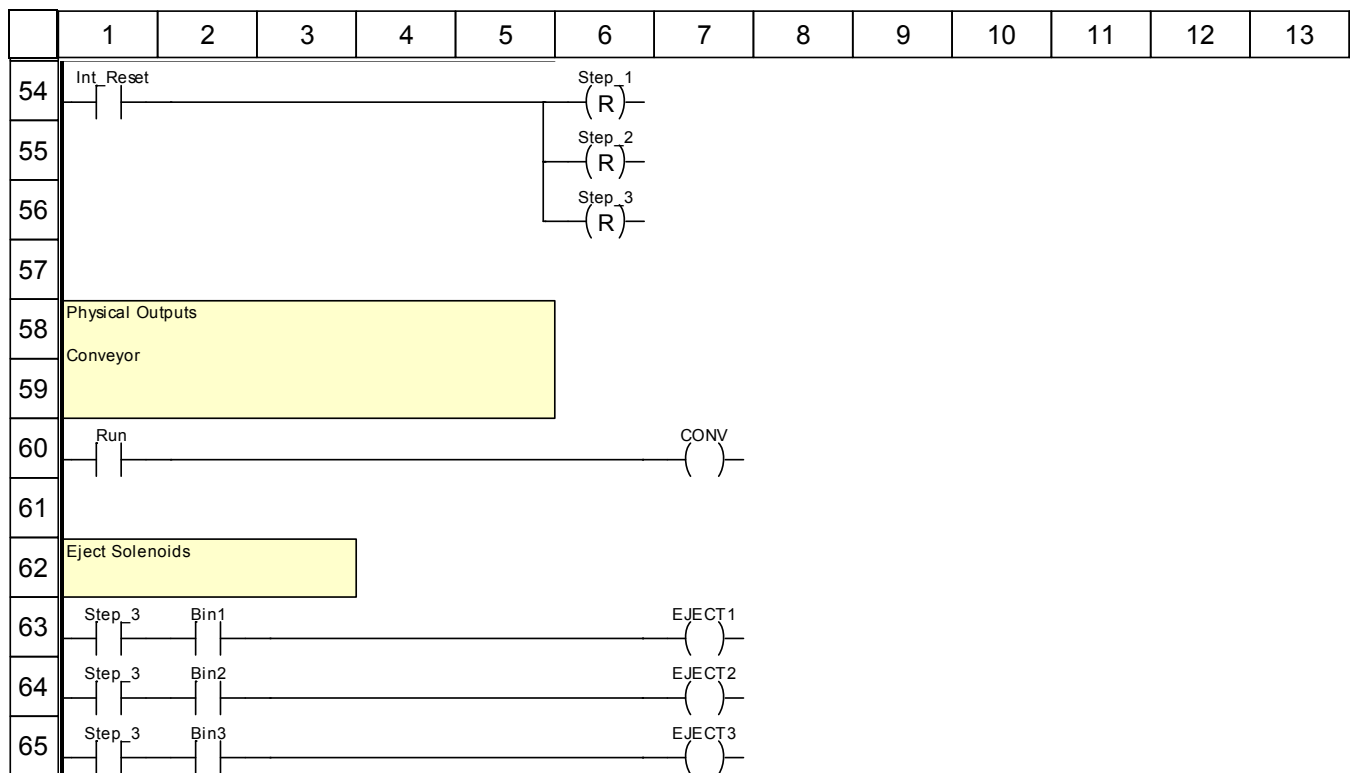 1 2 3 4 5 6 7 8 9 10 11 12 13
54 Int_Reset Step_1
R
55 Step_2
R
56 Step_3
R
57
58 Physical Outputs
Conveyor
59
60 Run CONV
61
62 Eject Solenoids
63 Step_3 Bin1 EJECT1
64 Step_3 Bin2 EJECT2
65 Step_3 Bin3 EJECT3